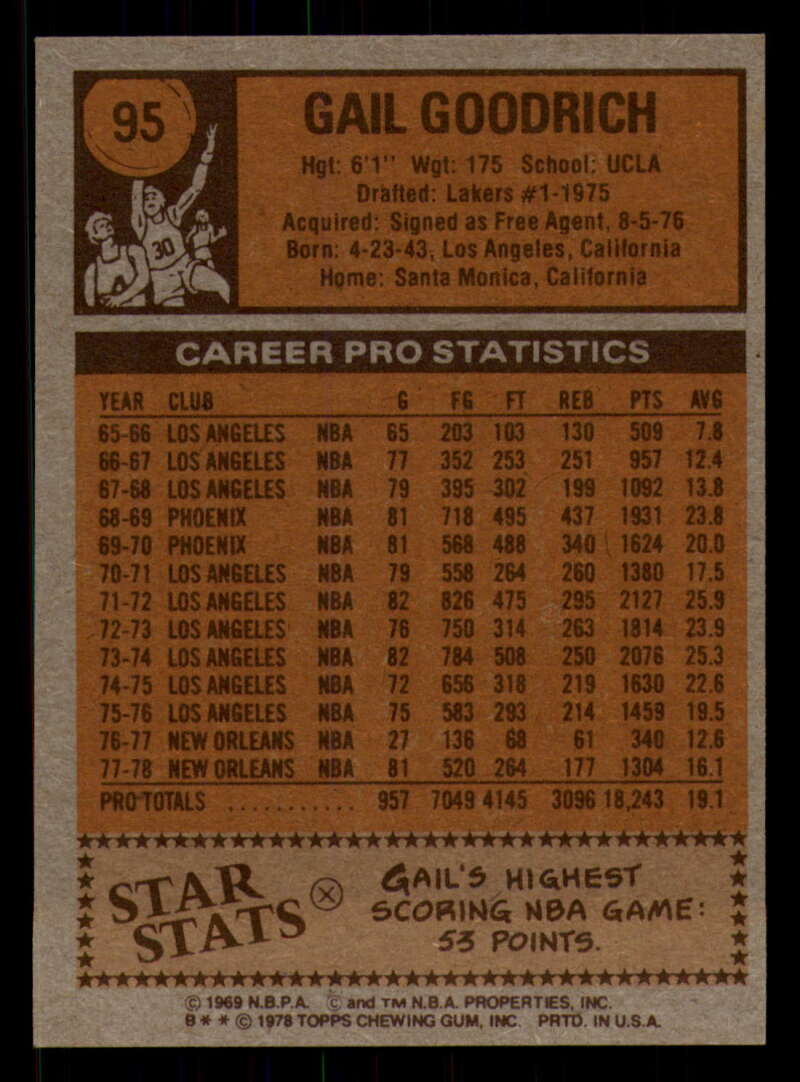 95
GAIL GOODRICH
Hgt: 6'1" Wgt: 175 School: UCLA
Drafted: Lakers #1-1975
Acquired: Signed as Free Agent, 8-5-76
Born: 4-23-43, Los Angeles, California
Home: Santa Monica, California
30
CAREER PRO STATISTICS
YEAR CLUB G FG FT REB PTS AVG
65-66 LOS ANGELES NBA 65 203 103 130 509 7.8
66-67 LOS ANGELES NBA 77 352 253 251 957 12.4
67-68 LOS ANGELES NBA 79 395 302 199 1092 13.8
68-69 PHOENIX NBA 81 718 495 437 1931 23.8
69-70 PHOENIX NBA 81 568 488 340 1624 20.0
70-71 LOS ANGELES NBA 79 558 264 260 1380 17.5
71-72 LOS ANGELES NBA 82 826 475 295 2127 25.9
72-73 LOS ANGELES NBA 76 750 314 263 1814 23.9
73-74 LOS ANGELES NBA 82 784 508 250 2076 25.3
74-75 LOS ANGELES NBA 72 656 318 219 1630 22.6
75-76 LOS ANGELES NBA 75 583 293 214 1459 19.5
76-77 NEW ORLEANS NBA 27 136 68 61 340 12.6
77-78 NEW ORLEANS NBA 81 520 264 177 1304 16.1
PRO TOTALS ........... 957 7049 4145 3096 18,243 19.1
STAR STATS
GAIL'S HIGHEST
SCORING NBA GAME:
53 POINTS.
© 1969 N.B.P.A. © and TM N.B.A. PROPERTIES, INC.
B * * © 1978 TOPPS CHEWING GUM, INC. PRTD. IN U.S.A.